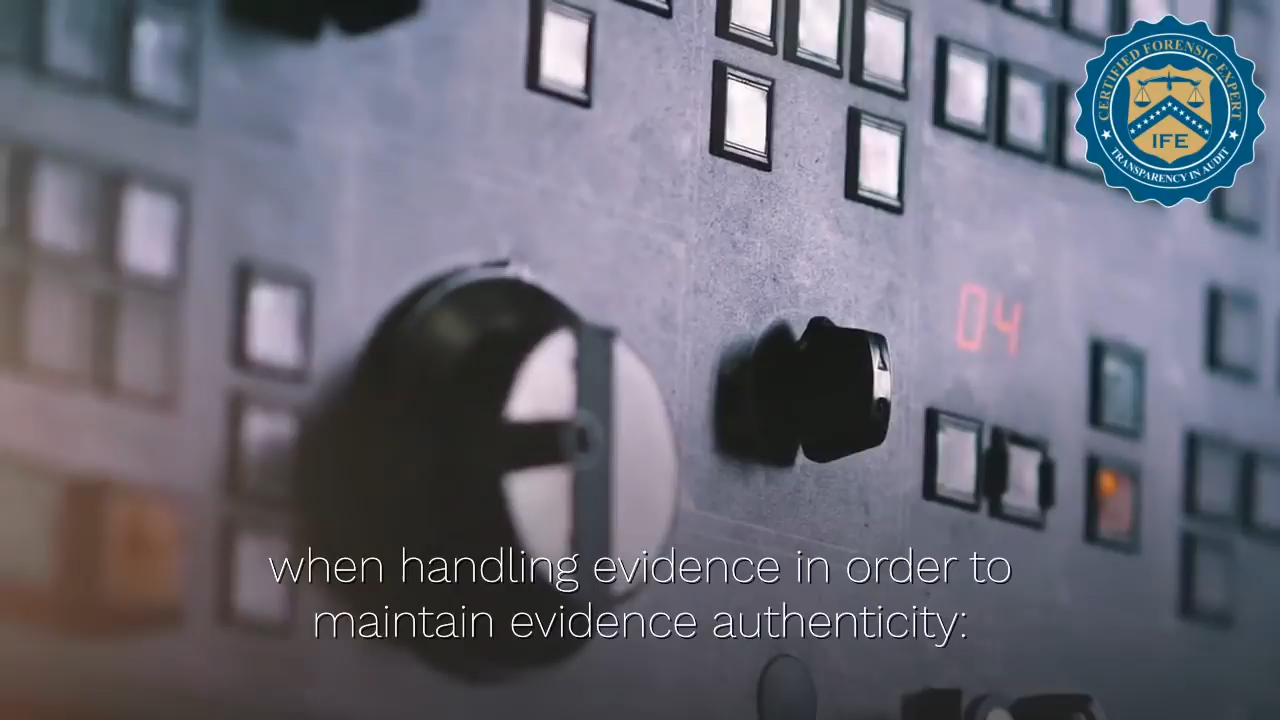 CERTIFIED FORENSIC EXPERT
IFE
TRANSPARENCY IN AUDIT
04
when handling evidence in order to
maintain evidence authenticity: